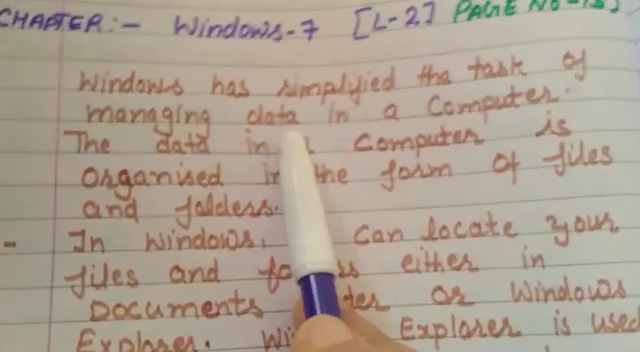 CHAPTER:- Windows-7 [L-2] PAGE NO-15]
Windows has simplified the task of
managing data in a Computer.
The data in Computer is
organised in the form of files
and folders.
- In Windows, Can locate your
files and either in
DOCUMENTS or Windows
Explorer. Explorer is used